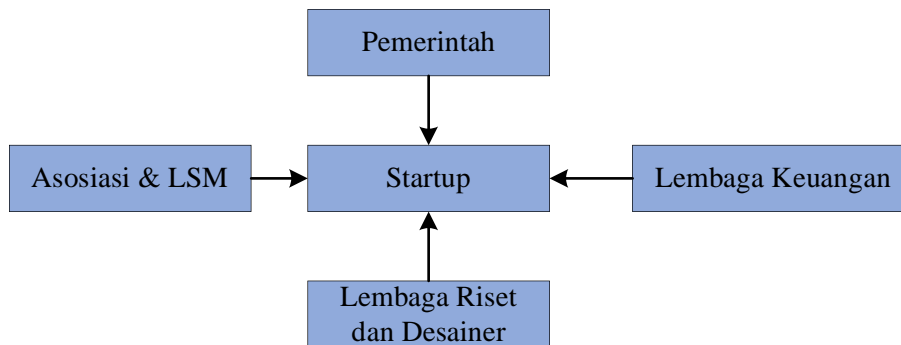 Pemerintah
Asosiasi & LSM
Startup
Lembaga Keuangan
Lembaga Riset
dan Desainer